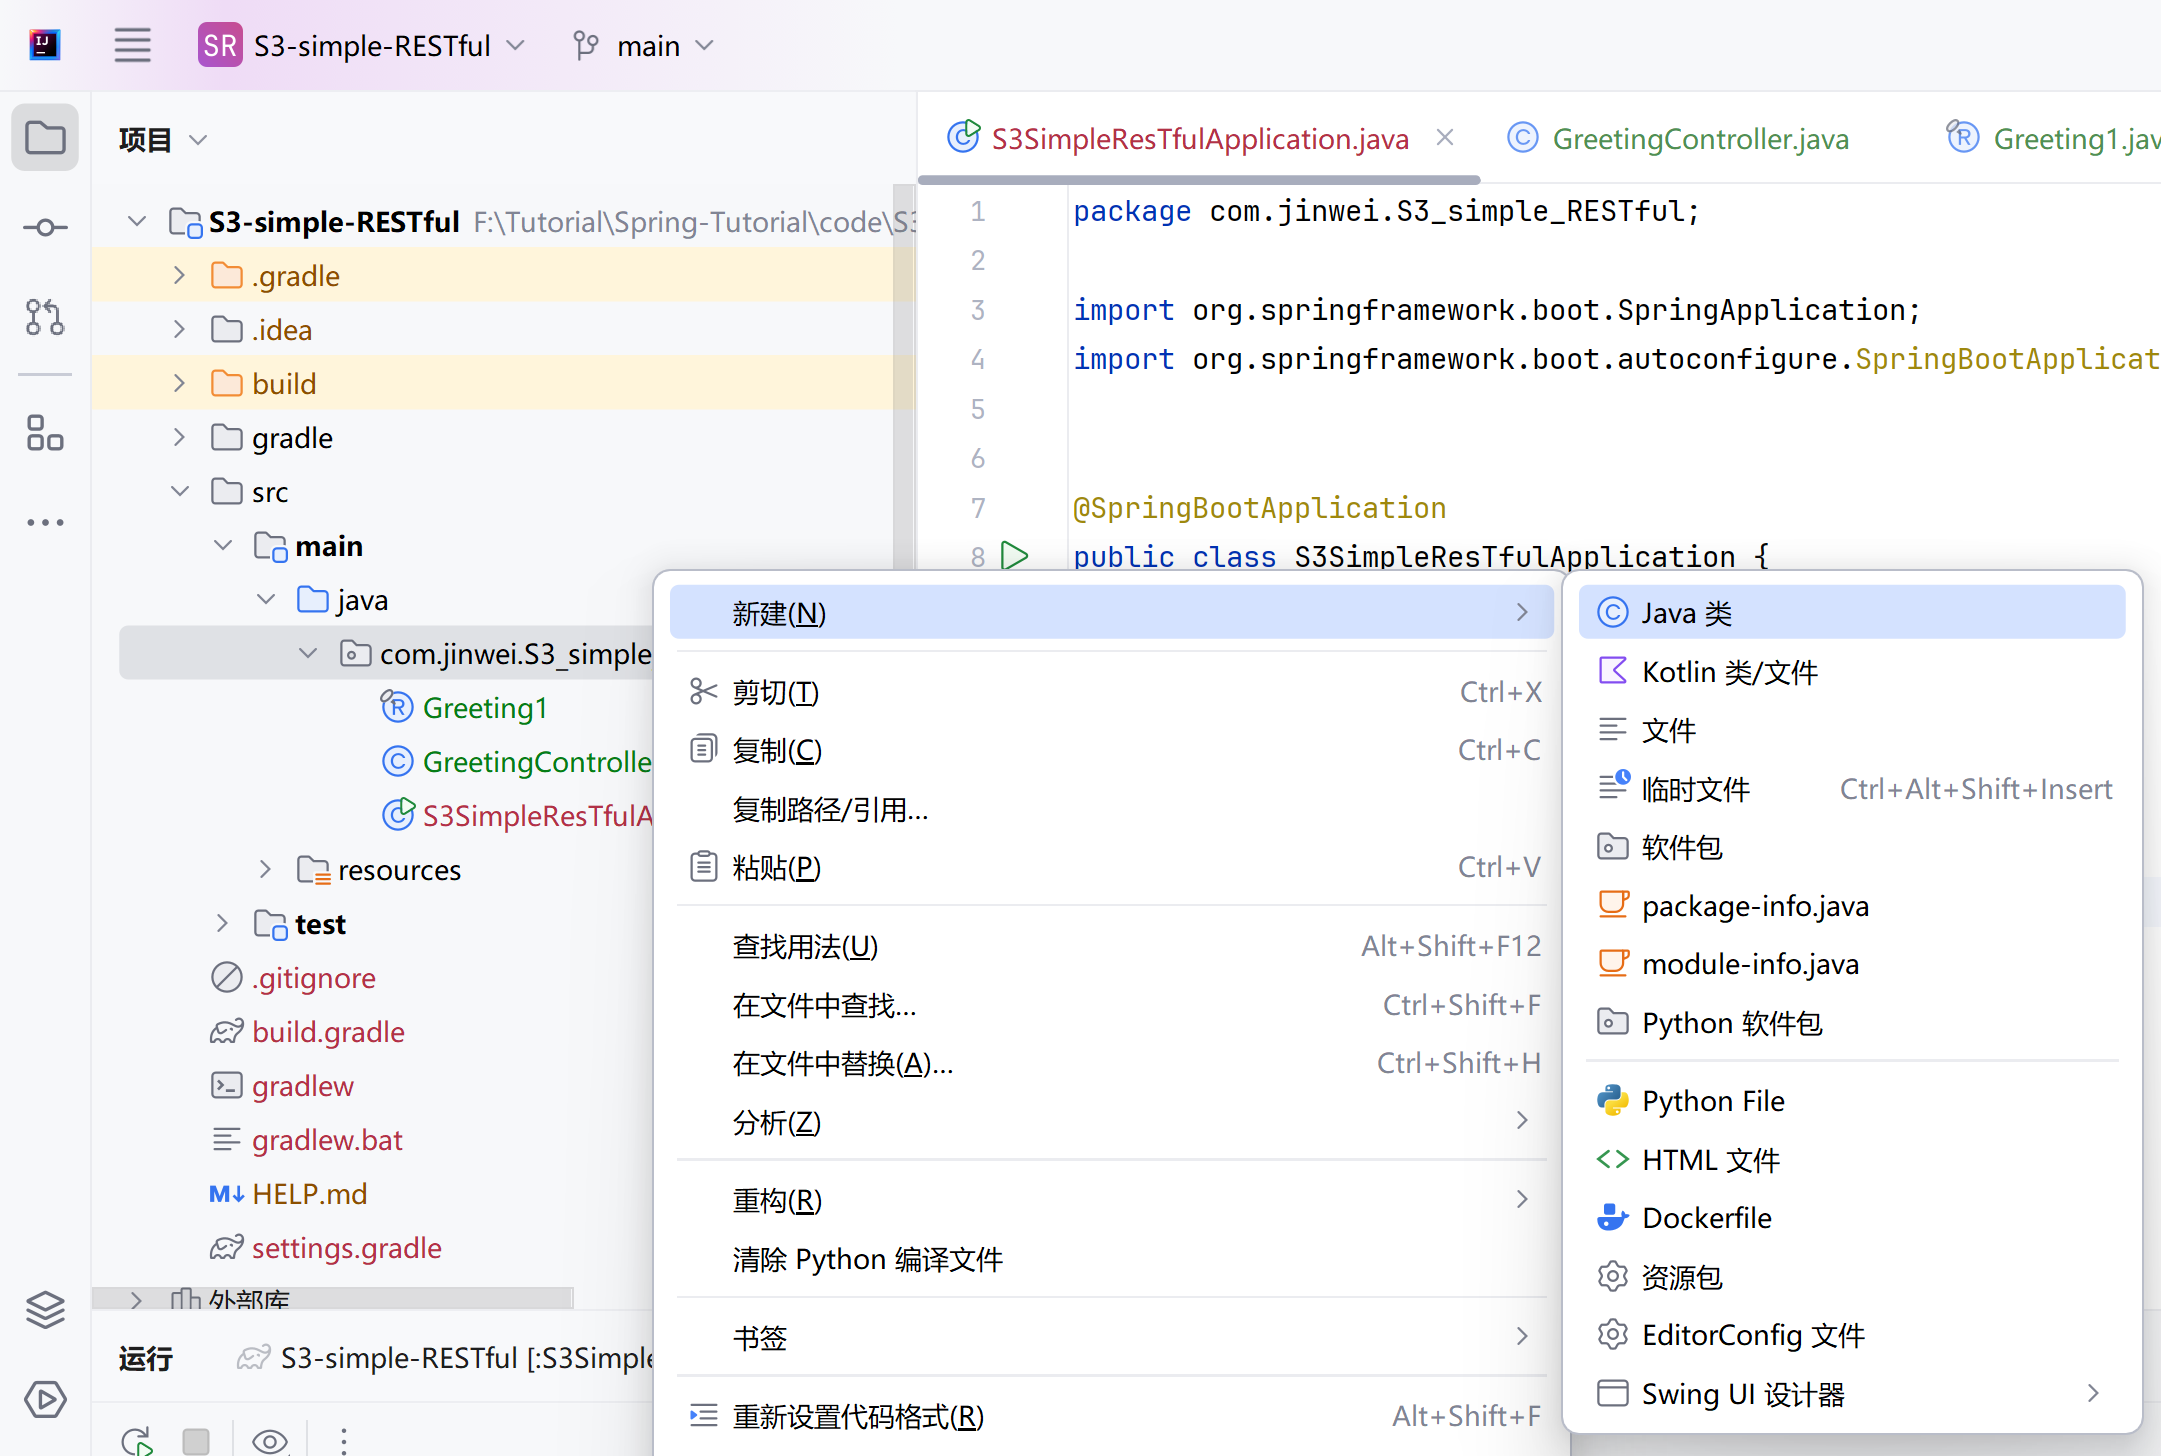 IJ
SR S3-simple-RESTful main
项目
S3SimpleResTfulApplication.java GreetingController.java Greeting1.jav
S3-simple-RESTful F:\Tutorial\Spring-Tutorial\code\S3
.gradle
.idea
build
gradle
src
main
java
com.jinwei.S3_simple
Greeting1
GreetingControlle
S3SimpleResTfulA
resources
test
.gitignore
build.gradle
gradlew
gradlew.bat
HELP.md
settings.gradle
外部库
运行 S3-simple-RESTful [:S3Simple
1 package com.jinwei.S3_simple_RESTful;
2
3 import org.springframework.boot.SpringApplication;
4 import org.springframework.boot.autoconfigure.SpringBootApplicat
5
6
7 @SpringBootApplication
8 public class S3SimpleResTfulApplication {
新建(N)
剪切(T) Ctrl+X
复制(C) Ctrl+C
复制路径/引用...
粘贴(P) Ctrl+V
查找用法(U) Alt+Shift+F12
在文件中查找... Ctrl+Shift+F
在文件中替换(A)... Ctrl+Shift+H
分析(Z)
重构(R)
清除 Python 编译文件
书签
重新设置代码格式(R) Alt+Shift+F
Java 类
Kotlin 类/文件
文件
临时文件 Ctrl+Alt+Shift+Insert
软件包
package-info.java
module-info.java
Python 软件包
Python File
HTML 文件
Dockerfile
资源包
EditorConfig 文件
Swing UI 设计器